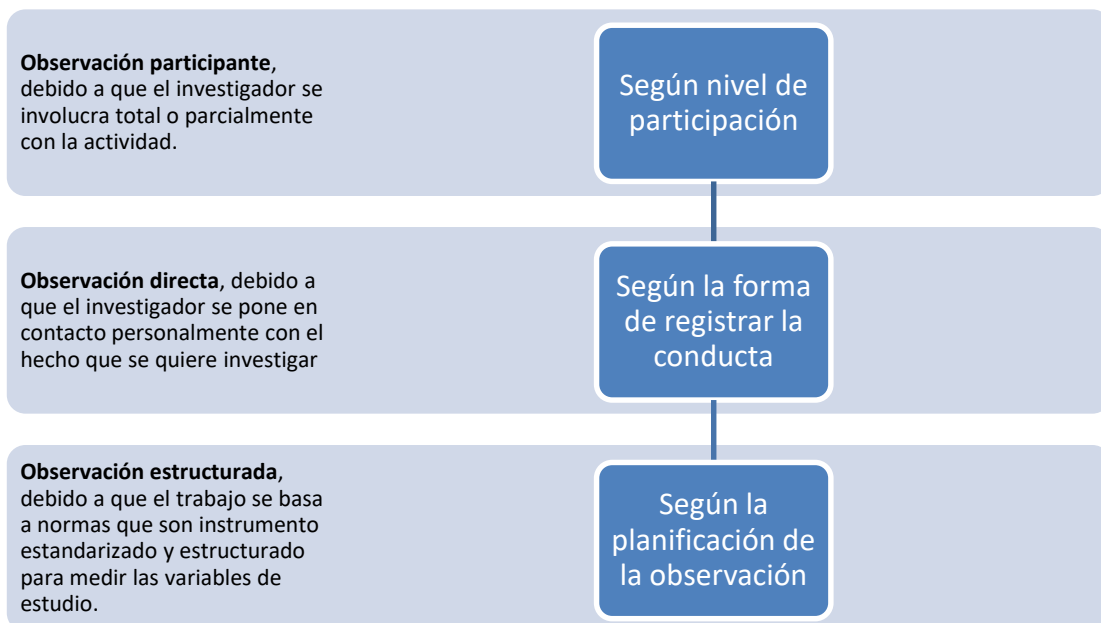 Observación participante,
debido a que el investigador se
involucra total o parcialmente
con la actividad.
Según nivel de
participación
Observación directa, debido a
que el investigador se pone en
contacto personalmente con el
hecho que se quiere investigar
Según la forma
de registrar la
conducta
Observación estructurada,
debido a que el trabajo se basa
a normas que son instrumento
estandarizado y estructurado
para medir las variables de
estudio.
Según la
planificación de
la observación